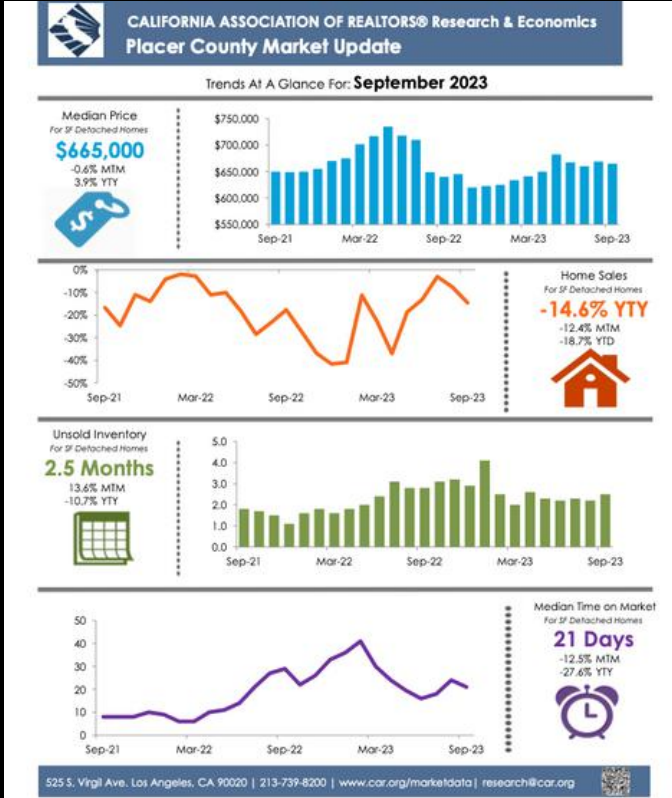 CALIFORNIA ASSOCIATION OF REALTORS® Research & Economics
Placer County Market Update
Trends At A Glance For: September 2023
Median Price
For SF Detached Homes
$665,000
-0.6% MTM
3.9% YTY
$
$750,000
$700,000
$650,000
$600,000
$550,000
Sep-21 Mar-22 Sep-22 Mar-23 Sep-23
0%
-10%
-20%
-30%
-40%
-50%
Sep-21 Mar-22 Sep-22 Mar-23 Sep-23
Home Sales
For SF Detached Homes
-14.6% YTY
-12.4% MTM
-18.7% YTD
Unsold Inventory
For SF Detached Homes
2.5 Months
13.6% MTM
-10.7% YTY
5.0
4.0
3.0
2.0
1.0
0.0
Sep-21 Mar-22 Sep-22 Mar-23 Sep-23
50
40
30
20
10
0
Sep-21 Mar-22 Sep-22 Mar-23 Sep-23
Median Time on Market
For SF Detached Homes
21 Days
-12.5% MTM
-27.6% YTY
525 S. Virgil Ave. Los Angeles, CA 90020 | 213-739-8200 | www.car.org/marketdata| research@car.org